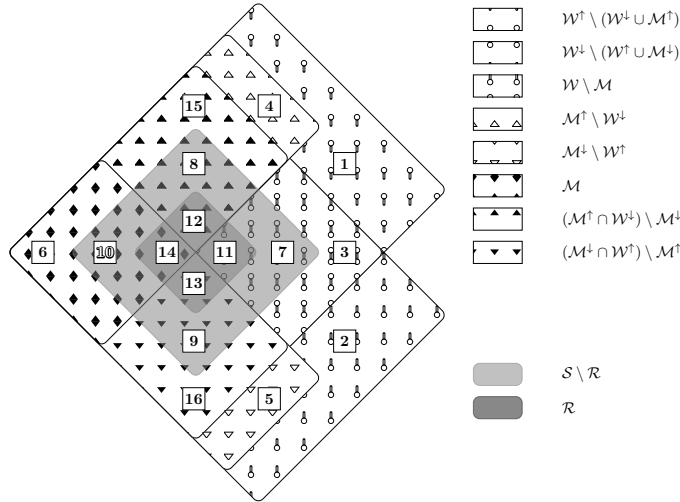 𝒲↑ \ (𝒲↓ ∪ ℳ↑)
𝒲↓ \ (𝒲↑ ∪ ℳ↓)
𝒲 \ ℳ
ℳ↑ \ 𝒲↓
ℳ↓ \ 𝒲↑
ℳ
(ℳ↑ ∩ 𝒲↓) \ ℳ↓
(ℳ↓ ∩ 𝒲↑) \ ℳ↑
𝒮 \ ℛ
ℛ
15 4
8 1
12
6 10 14 11 7 3
13
9 2
16 5